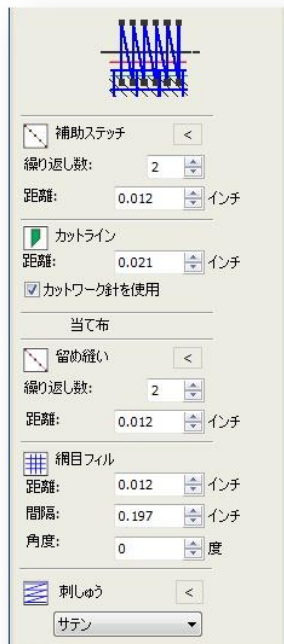 補助ステッチ <
繰り返し数: 2
距離: 0.012 インチ
カットライン
距離: 0.021 インチ
カットワーク針を使用
当て布
留め縫い <
繰り返し数: 2
距離: 0.012 インチ
網目フィル
距離: 0.012 インチ
間隔: 0.197 インチ
角度: 0 度
刺しゅう <
サテン